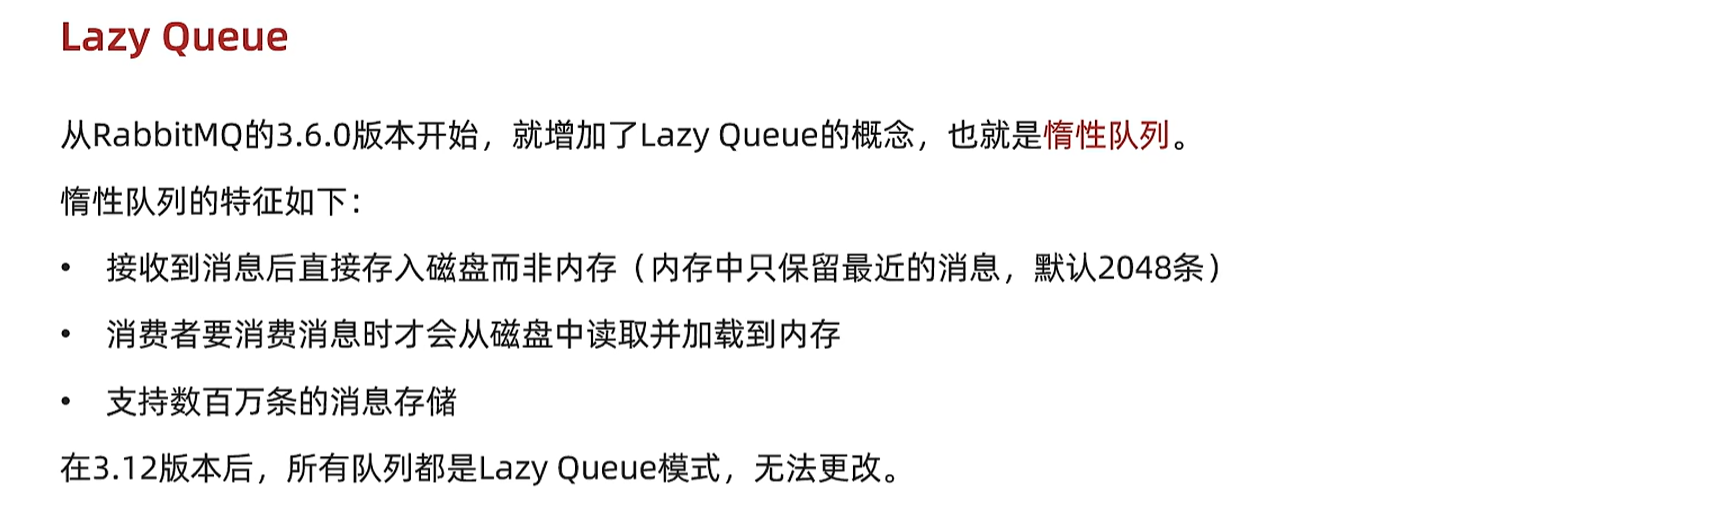 Lazy Queue
从RabbitMQ的3.6.0版本开始，就增加了Lazy Queue的概念，也就是惰性队列。
惰性队列的特征如下：
• 接收到消息后直接存入磁盘而非内存（内存中只保留最近的消息，默认2048条）
• 消费者要消费消息时才会从磁盘中读取并加载到内存
• 支持数百万条的消息存储
在3.12版本后，所有队列都是Lazy Queue模式，无法更改。